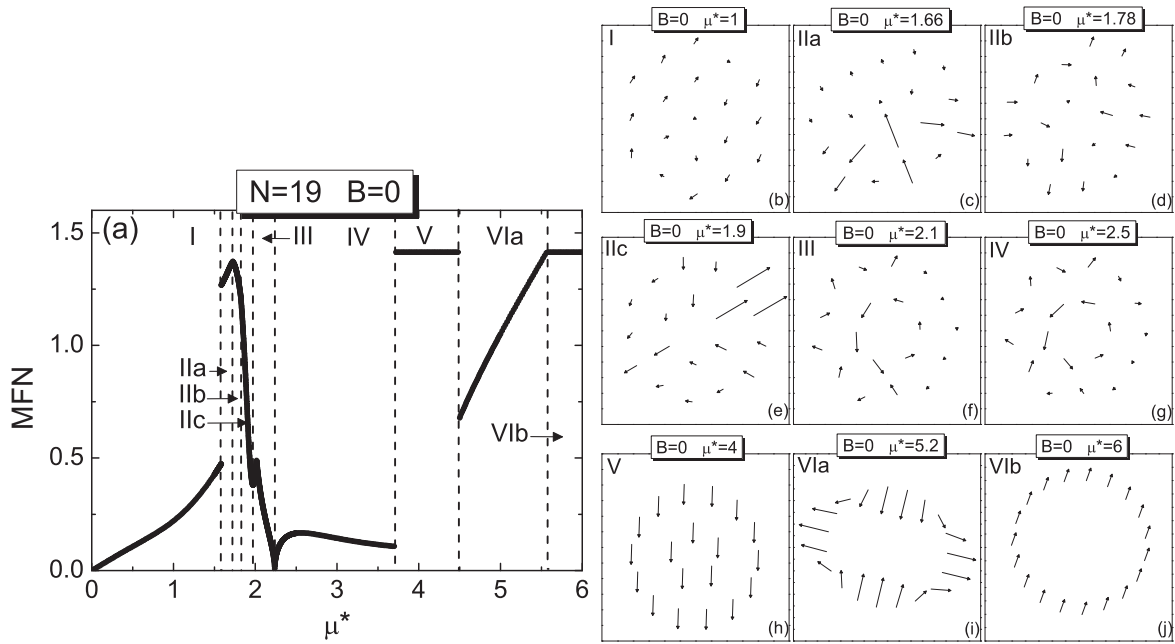 N=19 B=0
(a)
I
III
IV
V
VIa
IIa
IIb
IIc
VIb
1.5
1.0
0.5
0.0
MFN
0 1 2 3 4 5 6
μ*
B=0 μ*=1
I
(b)
B=0 μ*=1.66
IIa
(c)
B=0 μ*=1.78
IIb
(d)
B=0 μ*=1.9
IIc
(e)
B=0 μ*=2.1
III
(f)
B=0 μ*=2.5
IV
(g)
B=0 μ*=4
V
(h)
B=0 μ*=5.2
VIa
(i)
B=0 μ*=6
VIb
(j)